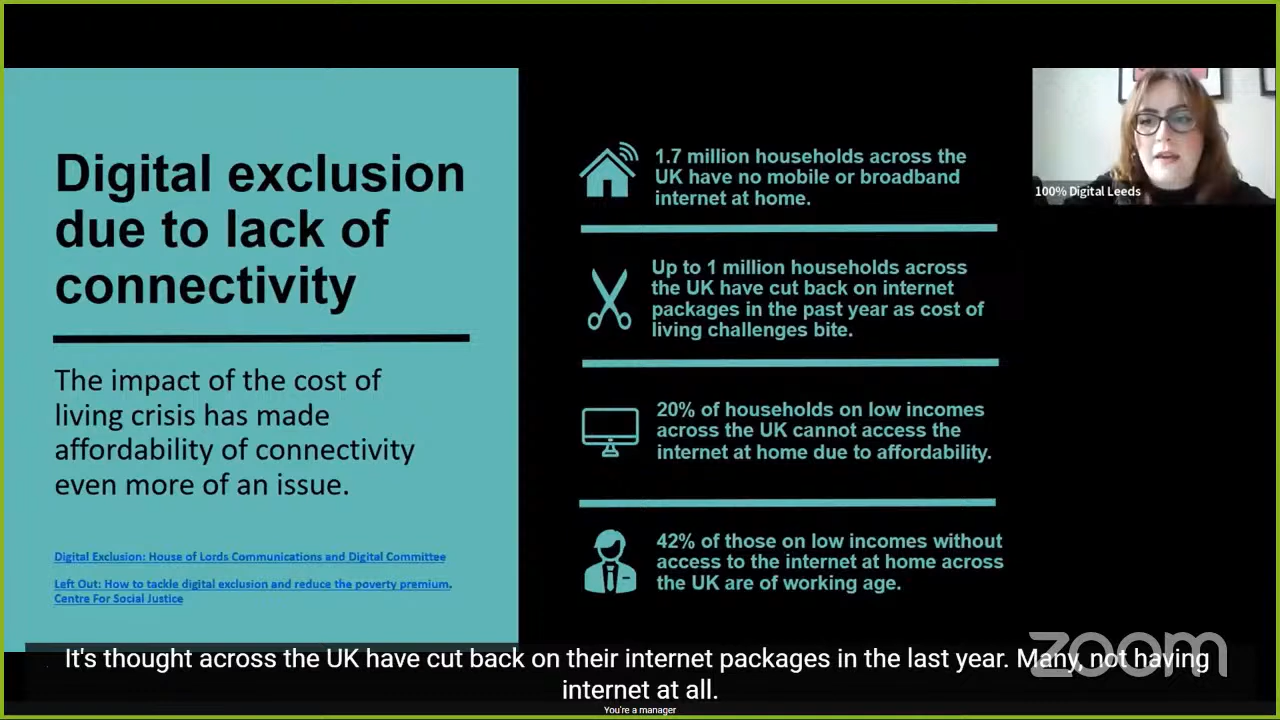 Digital exclusion
due to lack of
connectivity
The impact of the cost of
living crisis has made
affordability of connectivity
even more of an issue.
Digital Exclusion: House of Lords Communications and Digital Committee
Left Out: How to tackle digital exclusion and reduce the poverty premium,
Centre For Social Justice
1.7 million households across the
UK have no mobile or broadband
internet at home.
Up to 1 million households across
the UK have cut back on internet
packages in the past year as cost of
living challenges bite.
20% of households on low incomes
across the UK cannot access the
internet at home due to affordability.
42% of those on low incomes without
access to the internet at home across
the UK are of working age.
100% Digital Leeds
zoom
It's thought across the UK have cut back on their internet packages in the last year. Many, not having
internet at all.
You're a manager